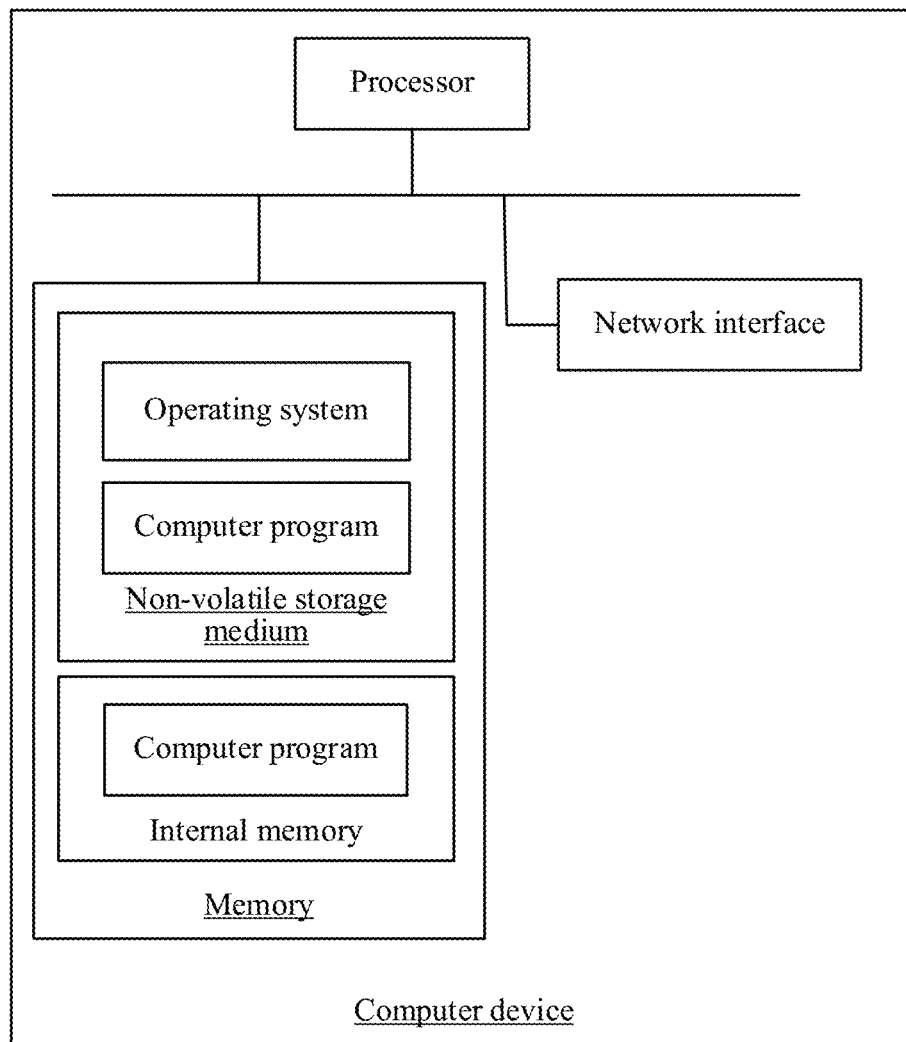 Processor
Network interface
Operating system
Computer program
Non-volatile storage
medium
Computer program
Internal memory
Memory
Computer device